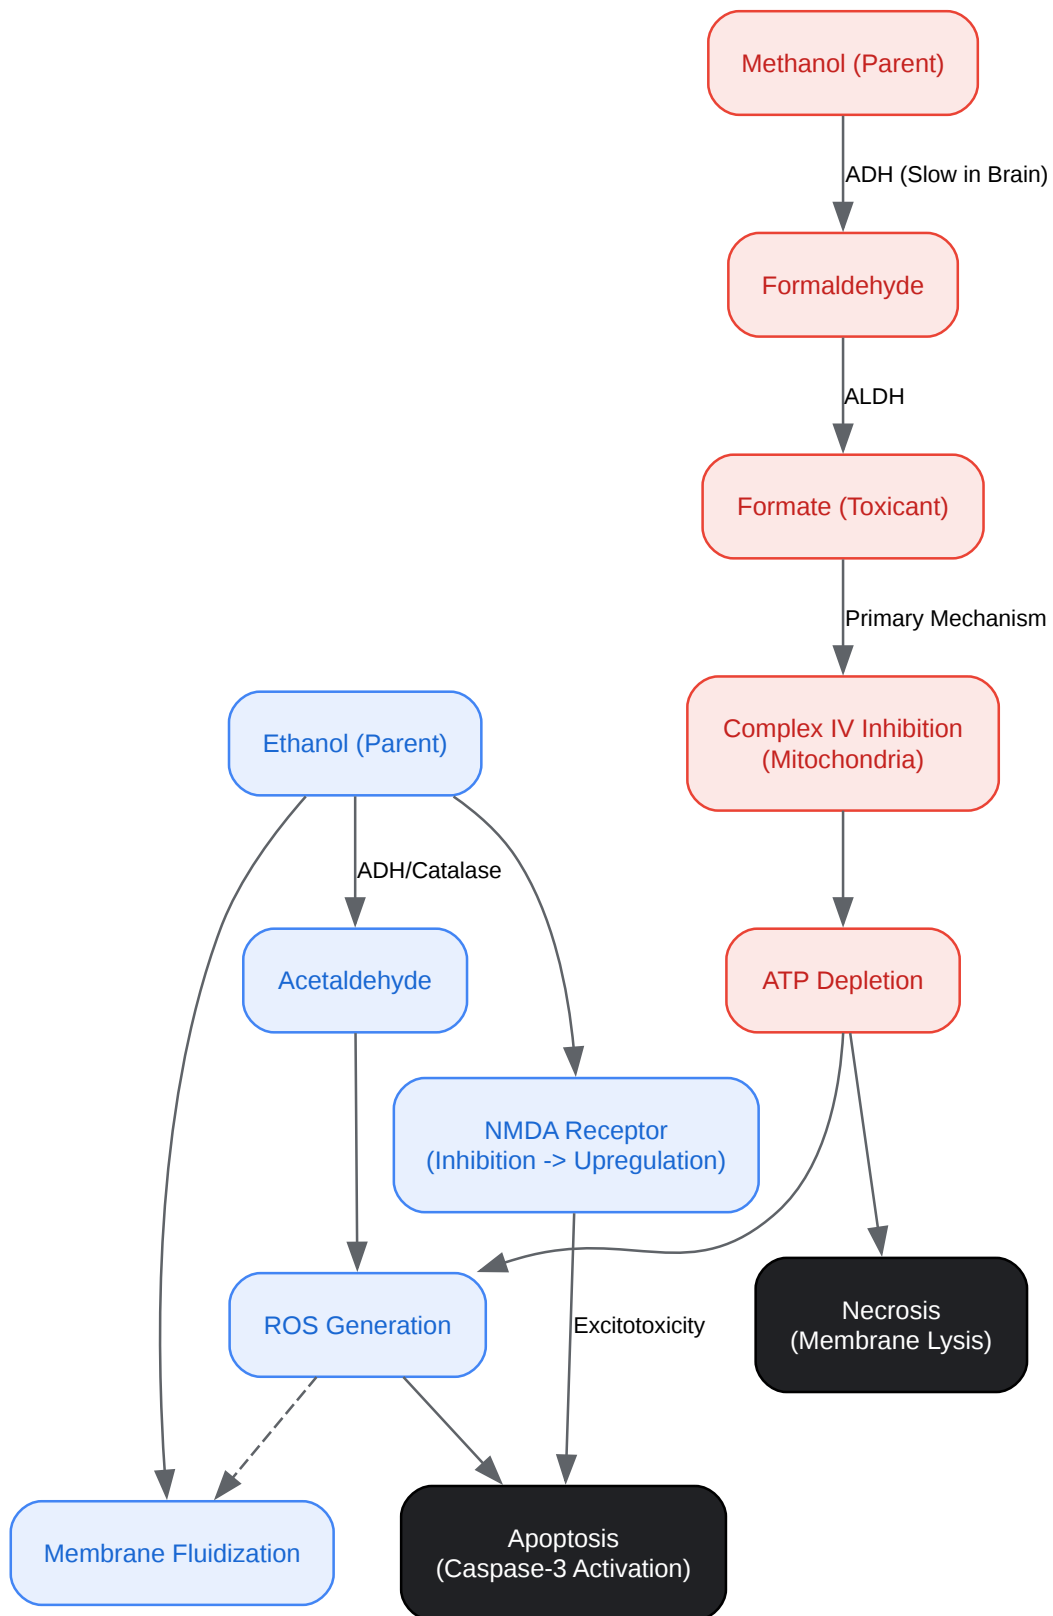 Methanol (Parent)
ADH (Slow in Brain)
Formaldehyde
ALDH
Formate (Toxicant)
Primary Mechanism
Complex IV Inhibition
(Mitochondria)
Ethanol (Parent)
ADH/Catalase
Acetaldehyde
ATP Depletion
NMDA Receptor
(Inhibition -> Upregulation)
ROS Generation
Excitotoxicity
Necrosis
(Membrane Lysis)
Membrane Fluidization
Apoptosis
(Caspase-3 Activation)